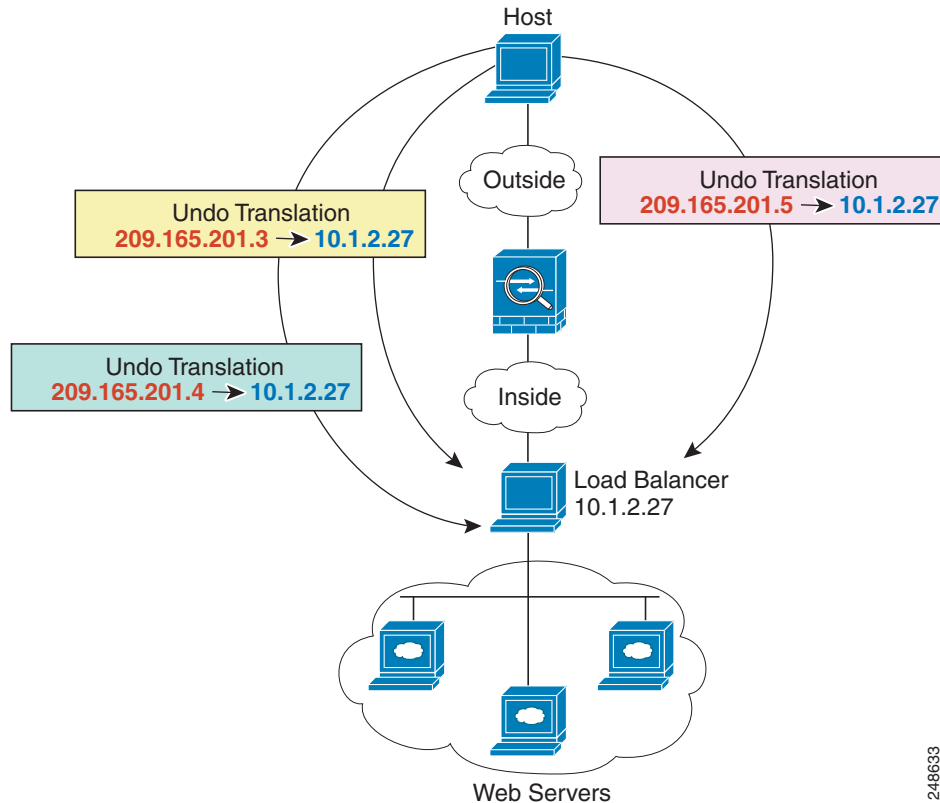 Host
Outside
Undo Translation
209.165.201.3 → 10.1.2.27
Undo Translation
209.165.201.5 → 10.1.2.27
Undo Translation
209.165.201.4 → 10.1.2.27
Inside
Load Balancer
10.1.2.27
Web Servers
248633